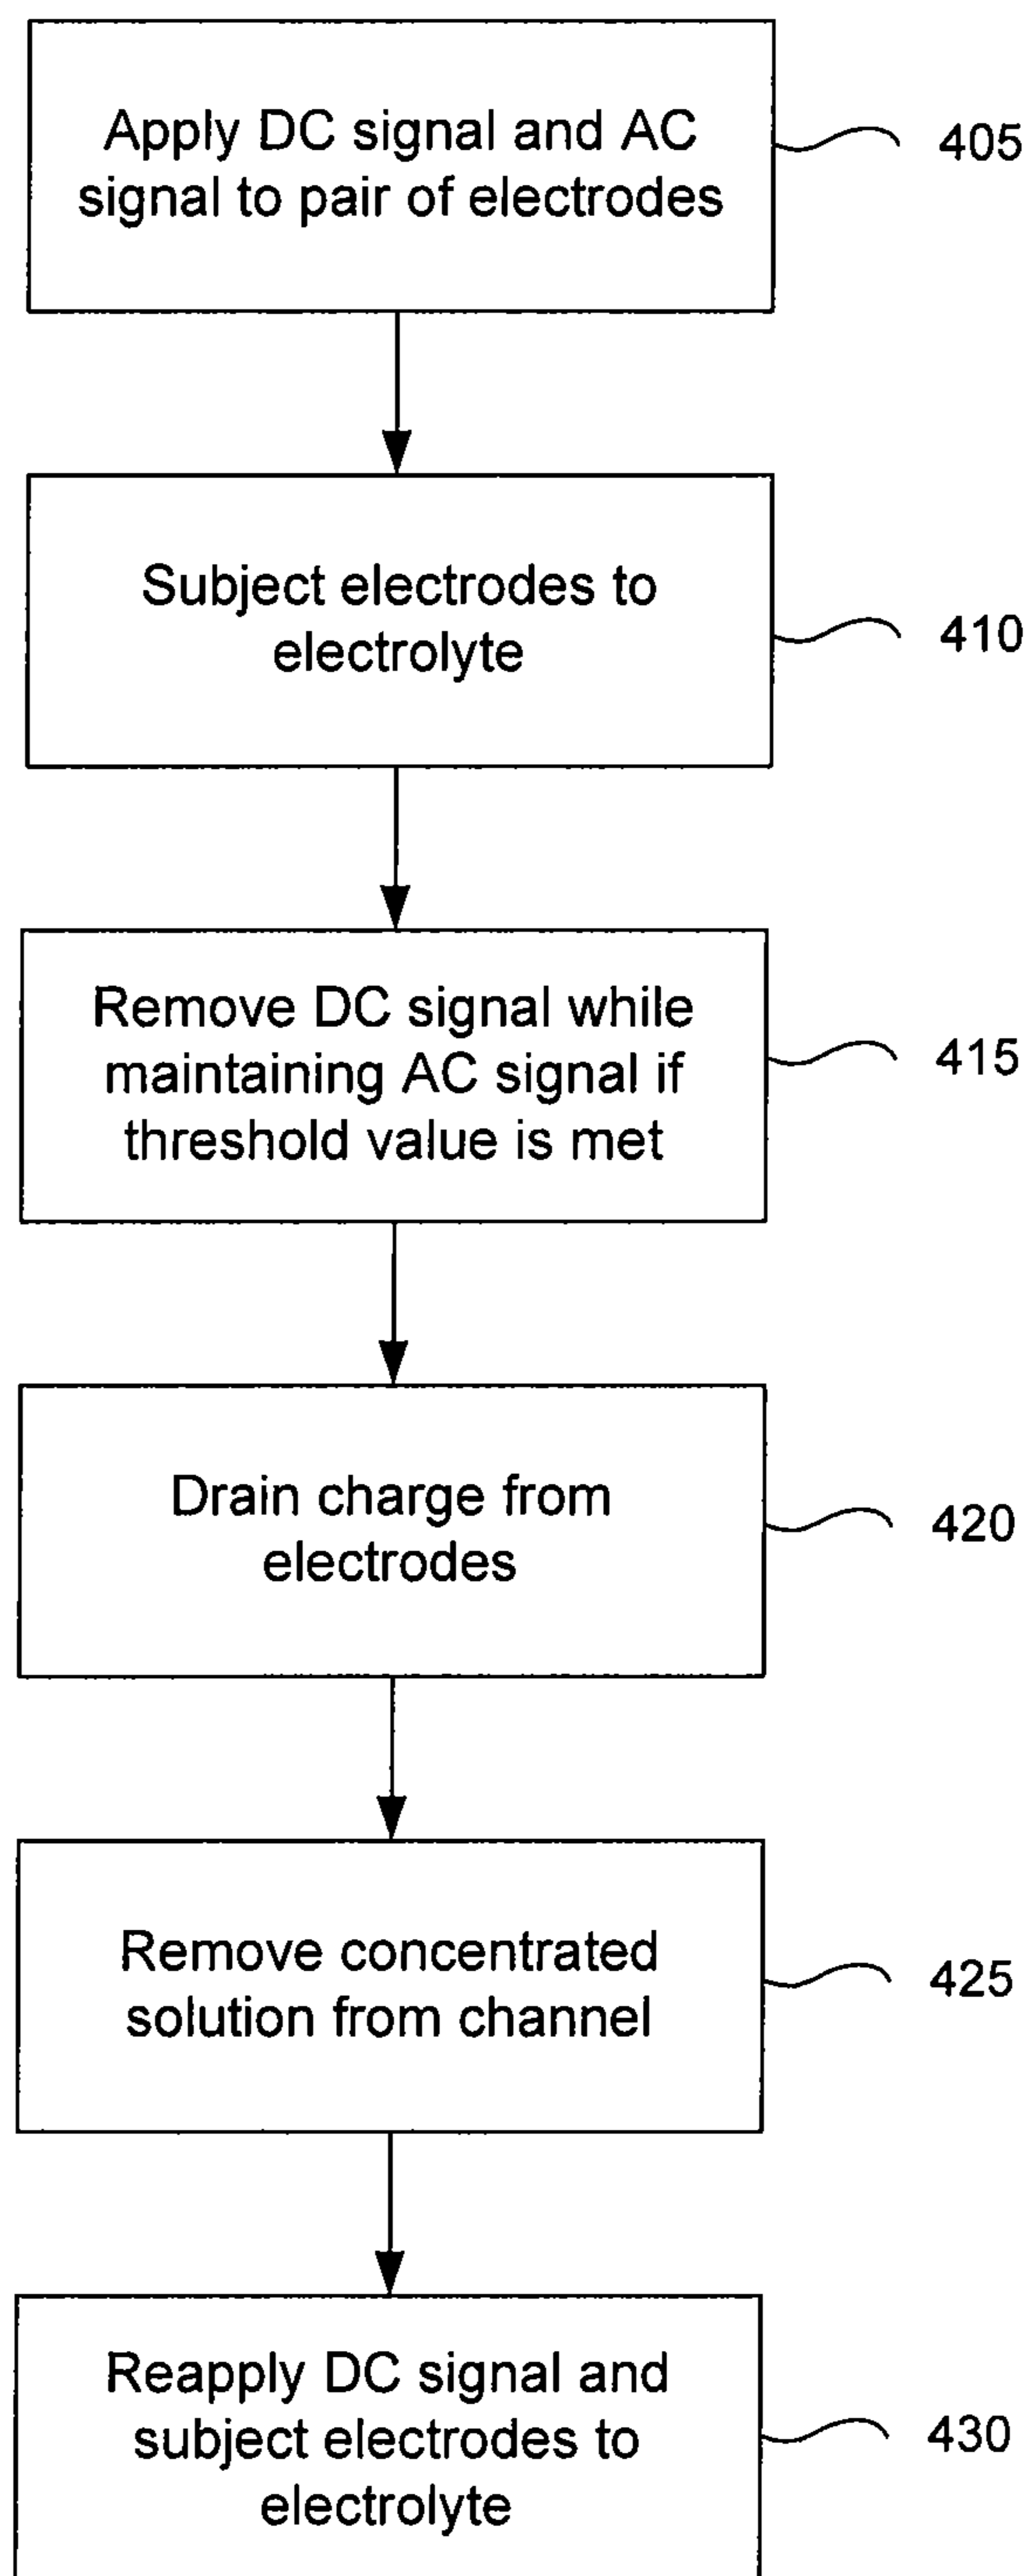 Apply DC signal and AC
signal to pair of electrodes
405
Subject electrodes to
electrolyte
410
Remove DC signal while
maintaining AC signal if
threshold value is met
415
Drain charge from
electrodes
420
Remove concentrated
solution from channel
425
Reapply DC signal and
subject electrodes to
electrolyte
430